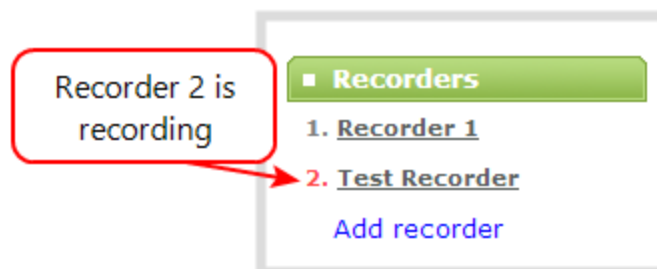 Recorder 2 is
recording
Recorders
1. Recorder 1
2. Test Recorder
Add recorder